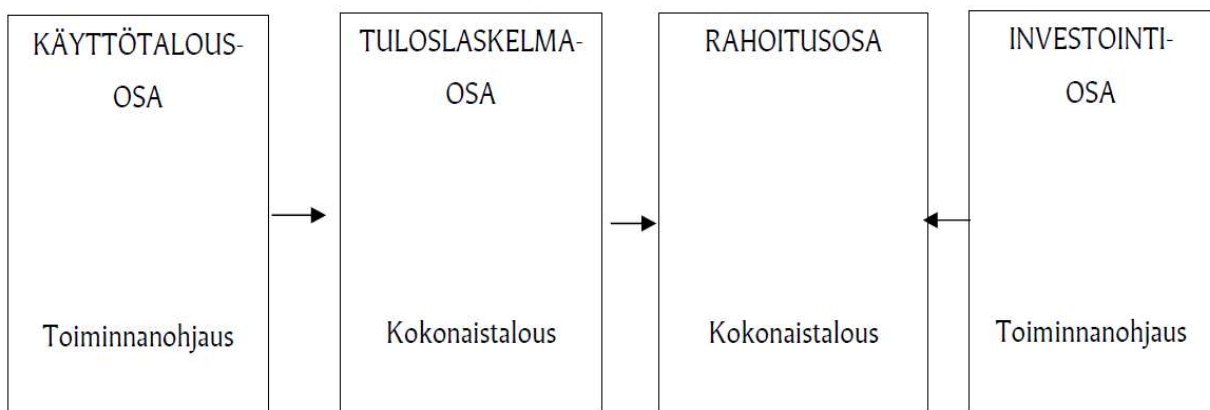 KÄYTTÖTALOUS-
OSA
Toiminnanohjaus
TULOSLASKELMA-
OSA
Kokonaistalous
RAHOITUSOSA
Kokonaistalous
INVESTOINTI-
OSA
Toiminnanohjaus